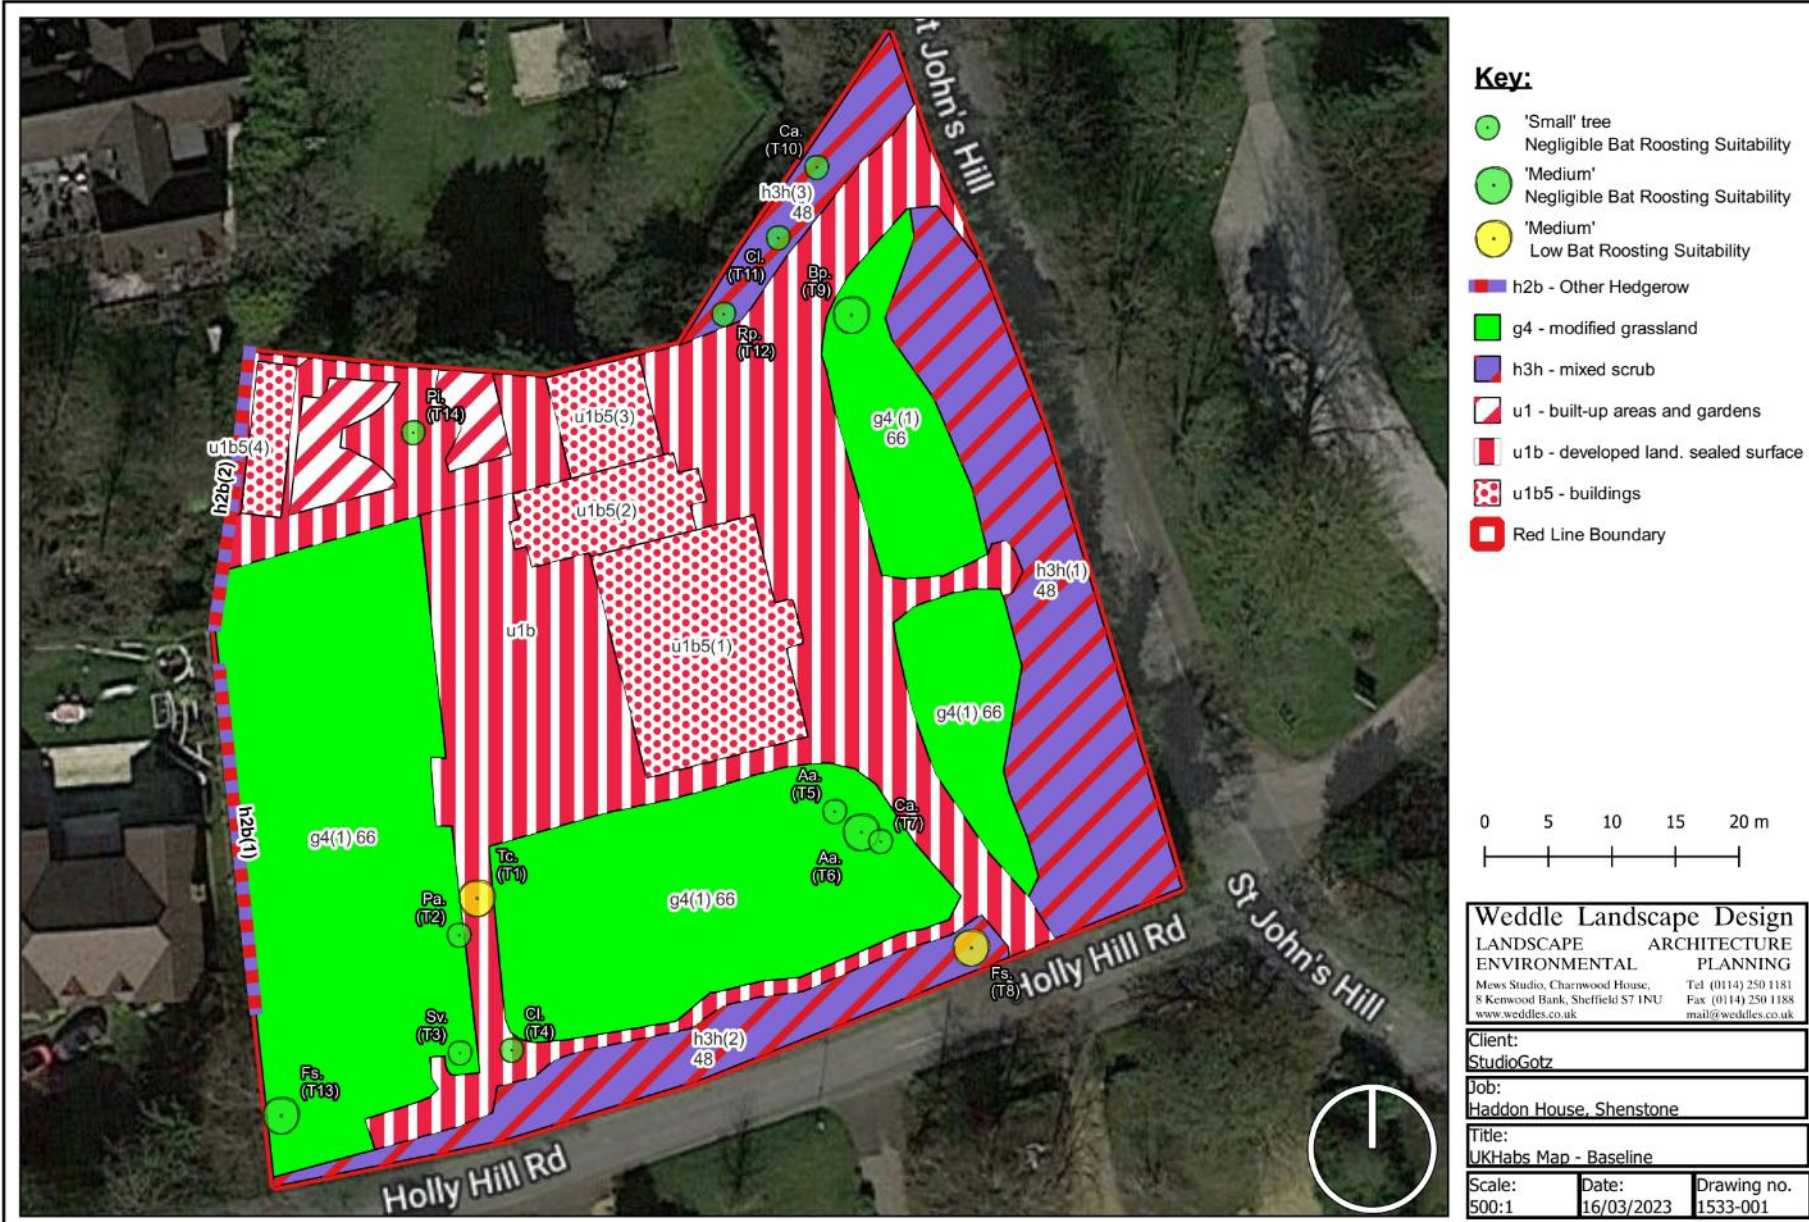 St John's Hill
Ca.
(T10)
h3h(3)
48
Cl.
(T11)
Bp.
(T9)
Rp.
(T12)
Pi.
(T14)
u1b5(3)
g4 (1)
66
u1b5(4)
h2b(2)
u1b5(2)
h3h(1)
48
u1b
u1b5(1)
g4(1) 66
Aa.
(T5)
Ca.
(T7)
h2b(1)
g4(1) 66
Tc.
(T1)
Aa.
(T6)
Pa.
(T2)
g4(1) 66
Fs.
(T8)
Holly Hill Rd
St John's Hill
Sv.
(T3)
Cl.
(T4)
h3h(2)
48
Fs.
(T13)
Holly Hill Rd
Key:
'Small' tree
Negligible Bat Roosting Suitability
'Medium'
Negligible Bat Roosting Suitability
'Medium'
Low Bat Roosting Suitability
h2b - Other Hedgerow
g4 - modified grassland
h3h - mixed scrub
u1 - built-up areas and gardens
u1b - developed land. sealed surface
u1b5 - buildings
Red Line Boundary
0 5 10 15 20 m
Weddle Landscape Design
LANDSCAPE ARCHITECTURE
ENVIRONMENTAL PLANNING
Mews Studio, Charnwood House, Tel (0114) 250 1181
8 Kenwood Bank, Sheffield S7 1NU Fax (0114) 250 1188
www.weddles.co.uk mail@weddles.co.uk
Client:
StudioGotz
Job:
Haddon House, Shenstone
Title:
UKHabs Map - Baseline
Scale: Date: Drawing no.
500:1 16/03/2023 1533-001